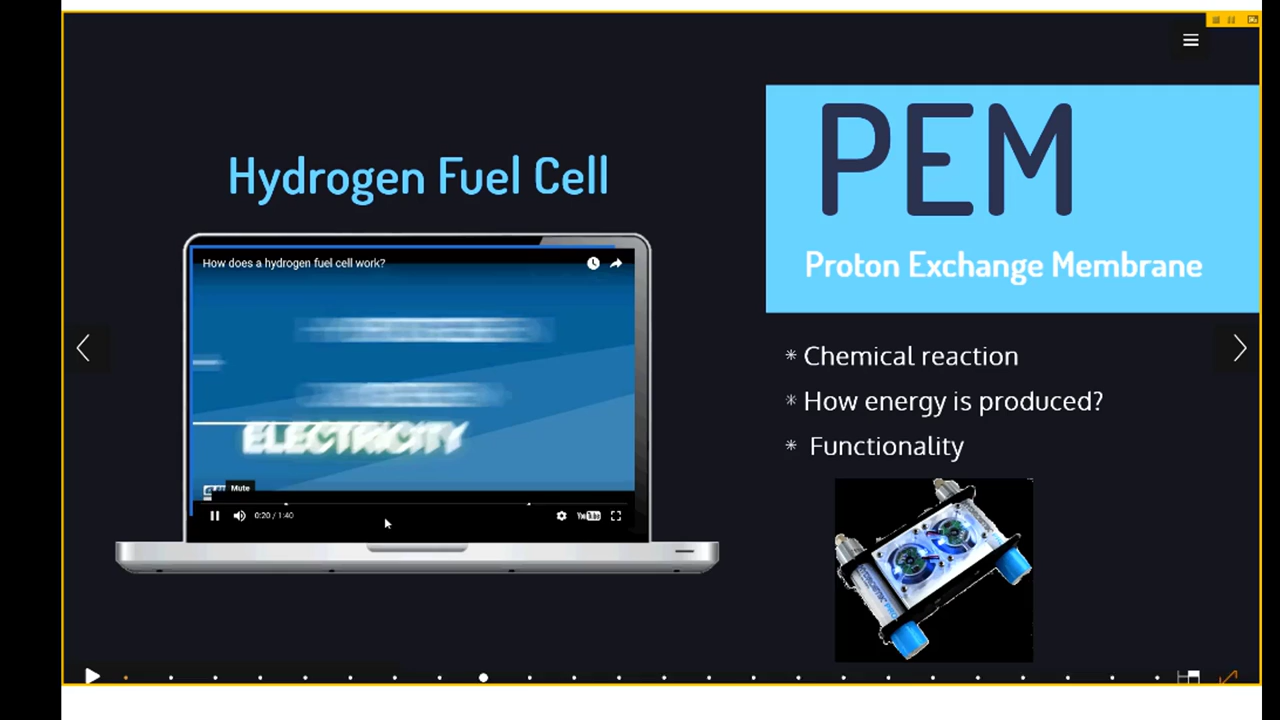 Hydrogen Fuel Cell
How does a hydrogen fuel cell work?
ELECTRICITY
Mute
0:20 / 1:40
YouTube
PEM
Proton Exchange Membrane
* Chemical reaction
* How energy is produced?
* Functionality